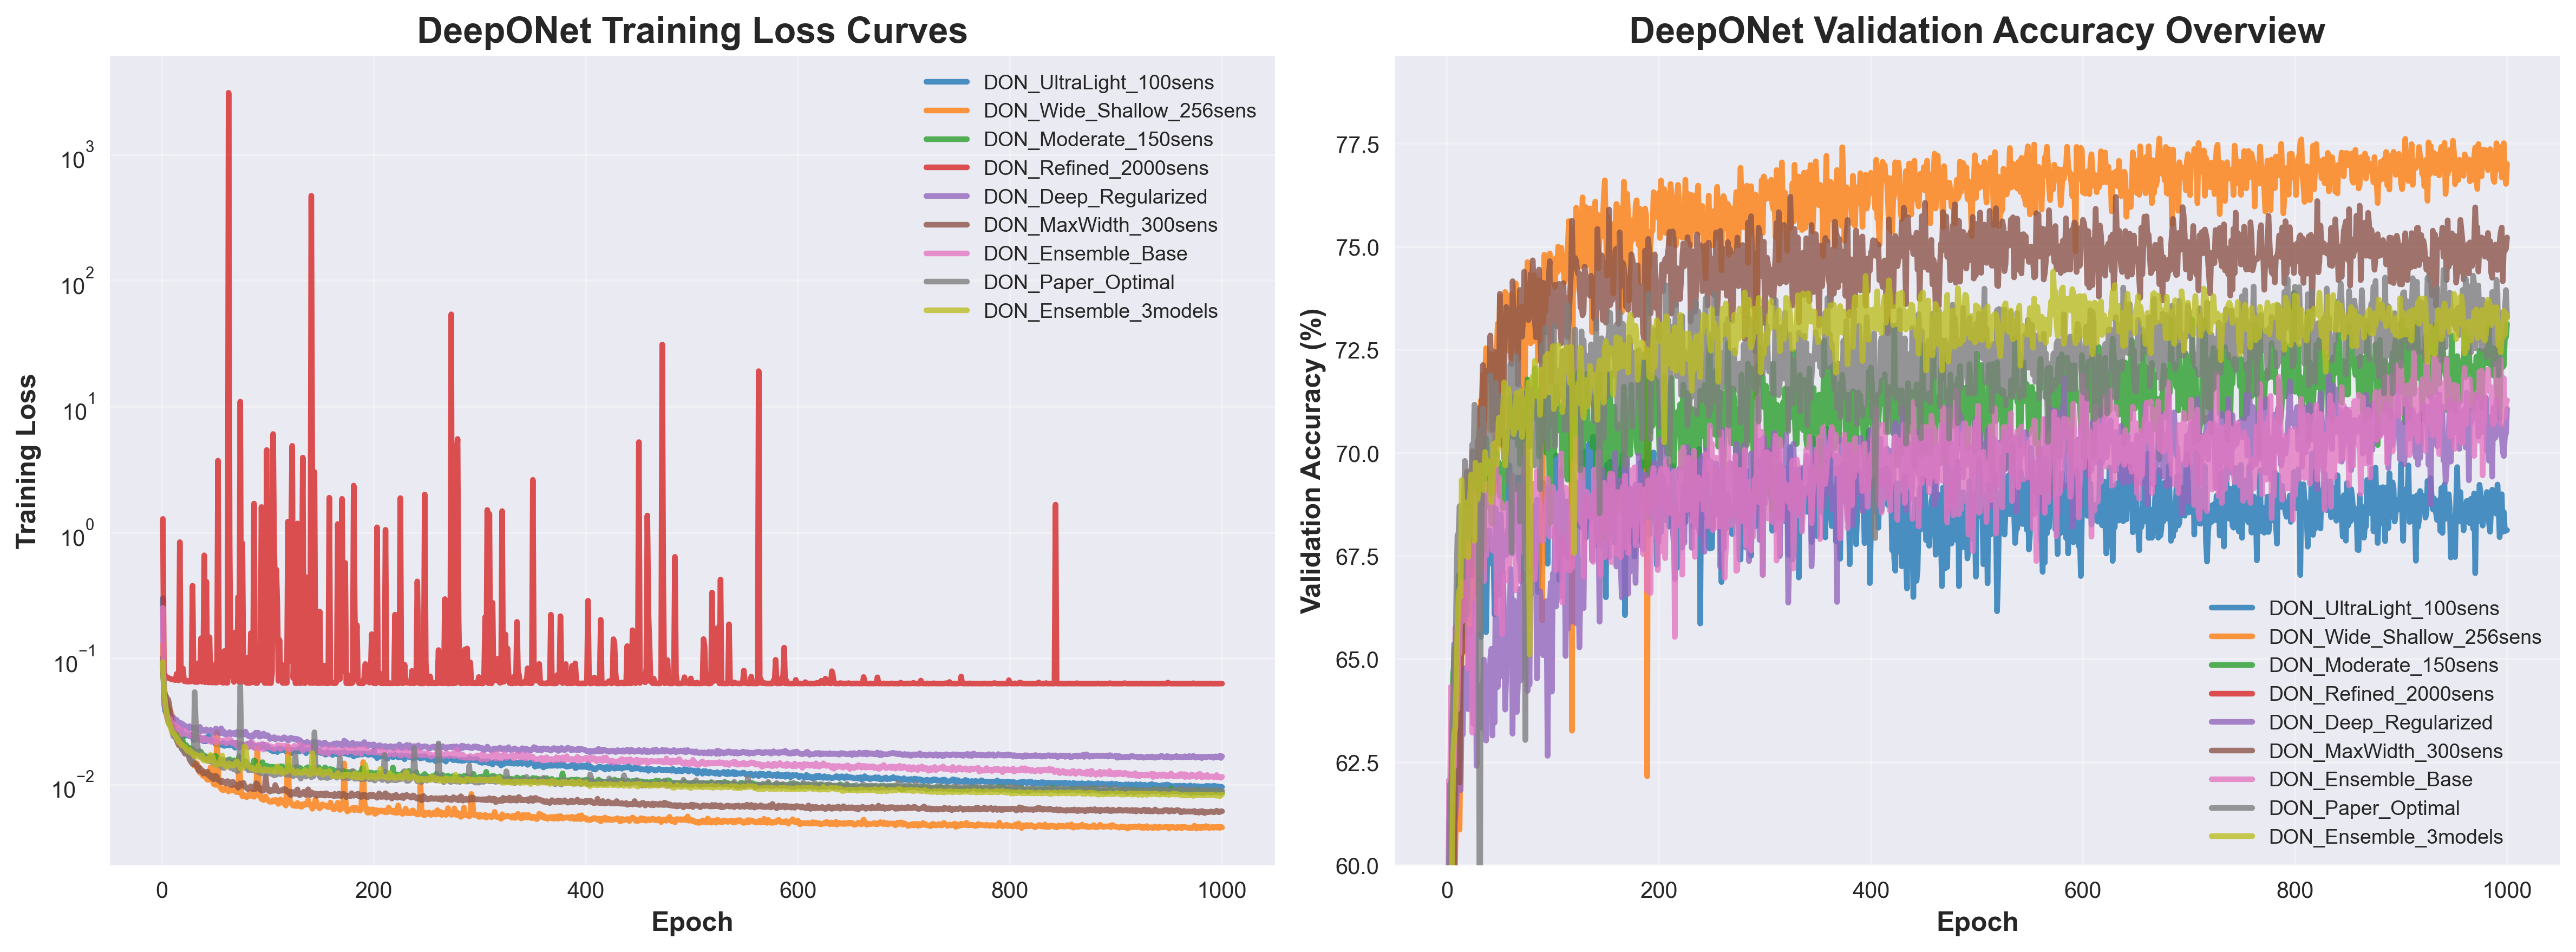 DeepONet Training Loss Curves
Training Loss
10^3
10^2
10^1
10^0
10^−1
10^−2
DON_UltraLight_100sens
DON_Wide_Shallow_256sens
DON_Moderate_150sens
DON_Refined_2000sens
DON_Deep_Regularized
DON_MaxWidth_300sens
DON_Ensemble_Base
DON_Paper_Optimal
DON_Ensemble_3models
0 200 400 600 800 1000
Epoch
DeepONet Validation Accuracy Overview
Validation Accuracy (%)
77.5
75.0
72.5
70.0
67.5
65.0
62.5
60.0
DON_UltraLight_100sens
DON_Wide_Shallow_256sens
DON_Moderate_150sens
DON_Refined_2000sens
DON_Deep_Regularized
DON_MaxWidth_300sens
DON_Ensemble_Base
DON_Paper_Optimal
DON_Ensemble_3models
0 200 400 600 800 1000
Epoch